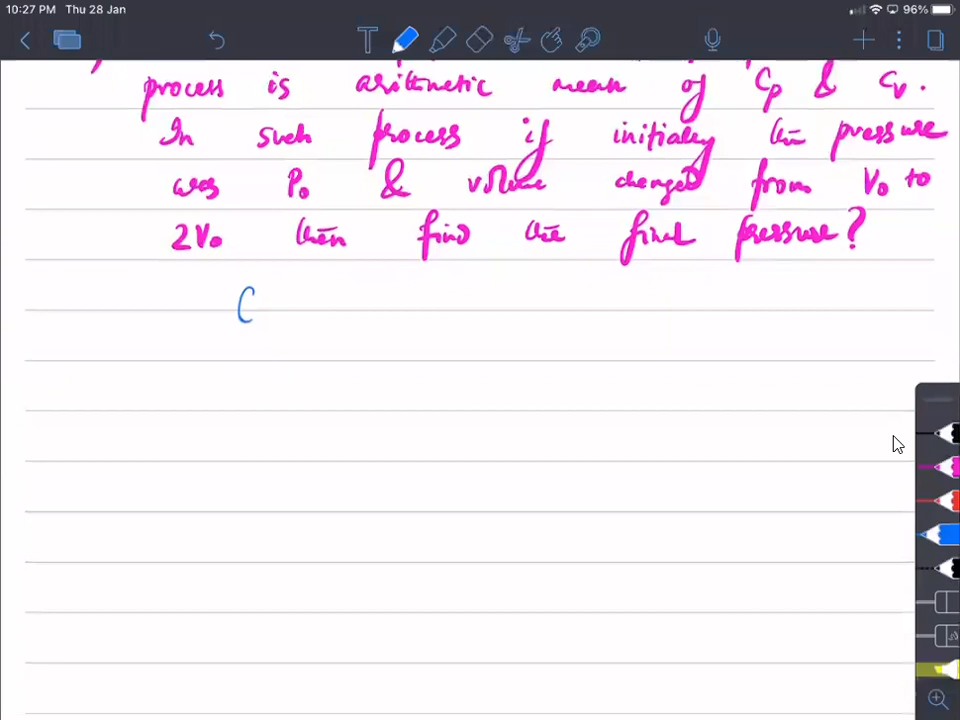 10:27 PM Thu 28 Jan 96%
process is arithmetic mean of Cp & Cv.
In such process if initialey the pressure
was P₀ & volume changed from V₀ to
2V₀ then find the final pressure?
C